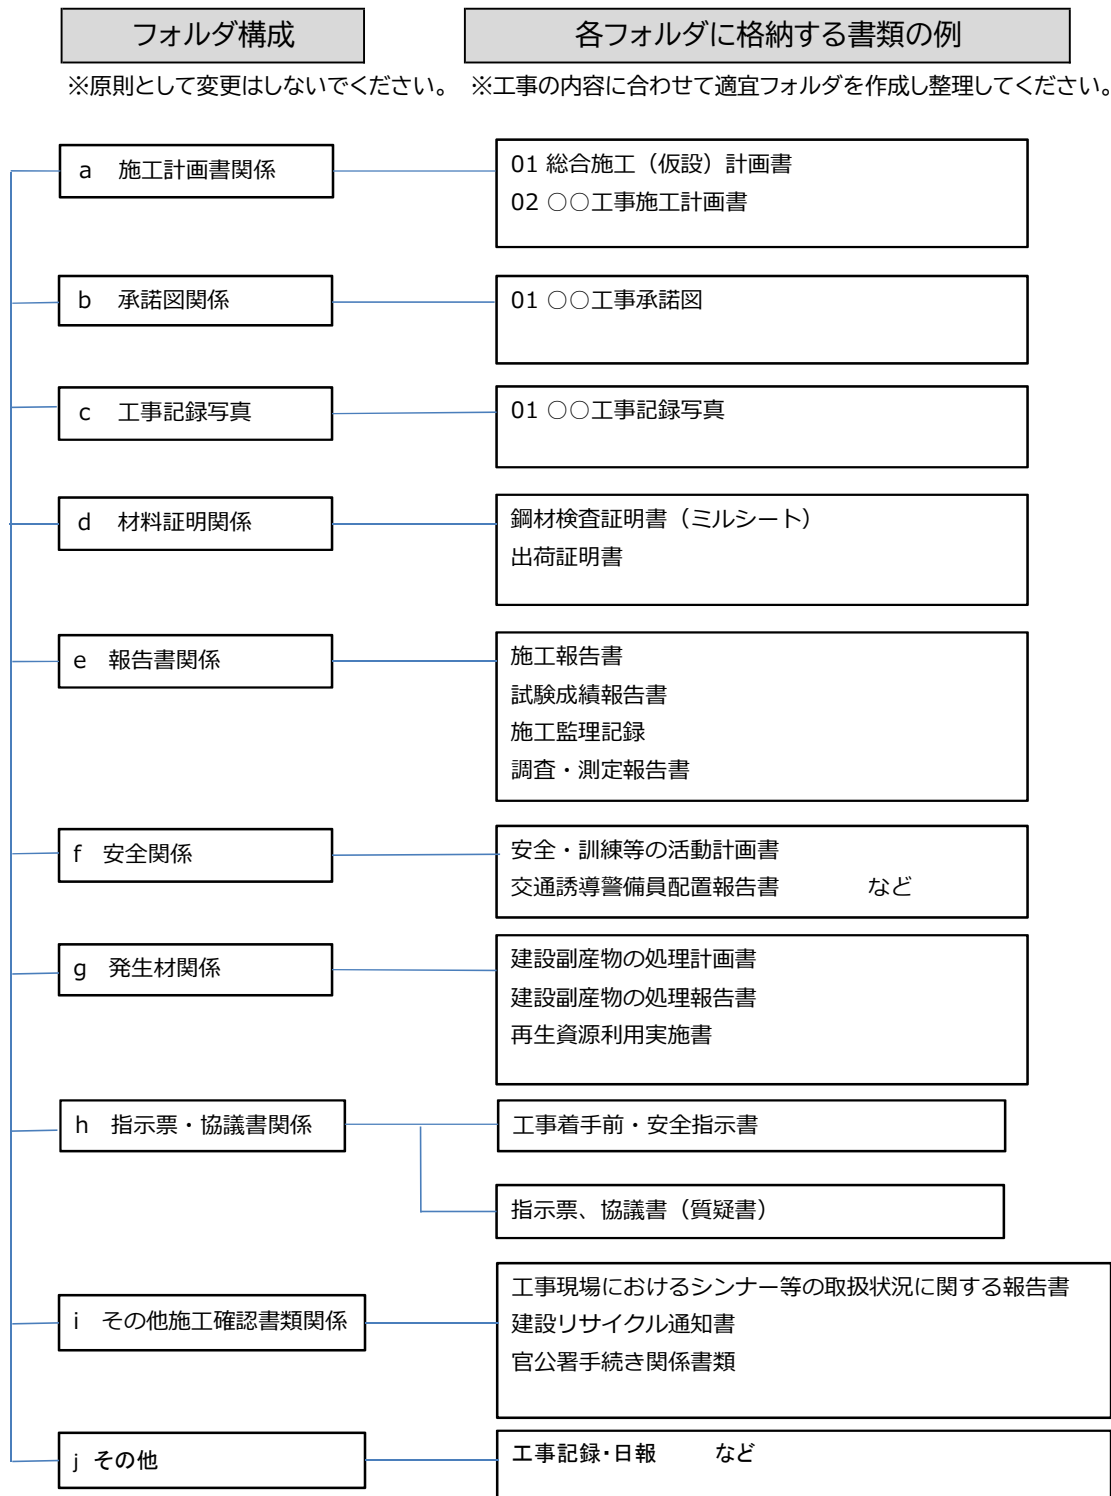 フォルダ構成
各フォルダに格納する書類の例
※原則として変更はしないでください。
※工事の内容に合わせて適宜フォルダを作成し整理してください。
a 施工計画書関係
01 総合施工（仮設）計画書
02 ○○工事施工計画書
b 承諾図関係
01 ○○工事承諾図
c 工事記録写真
01 ○○工事記録写真
d 材料証明関係
鋼材検査証明書（ミルシート）
出荷証明書
e 報告書関係
施工報告書
試験成績報告書
施工監理記録
調査・測定報告書
f 安全関係
安全・訓練等の活動計画書
交通誘導警備員配置報告書 など
g 発生材関係
建設副産物の処理計画書
建設副産物の処理報告書
再生資源利用実施書
h 指示票・協議書関係
工事着手前・安全指示書
指示票、協議書（質疑書）
i その他施工確認書類関係
工事現場におけるシンナー等の取扱状況に関する報告書
建設リサイクル通知書
官公署手続き関係書類
j その他
工事記録・日報 など